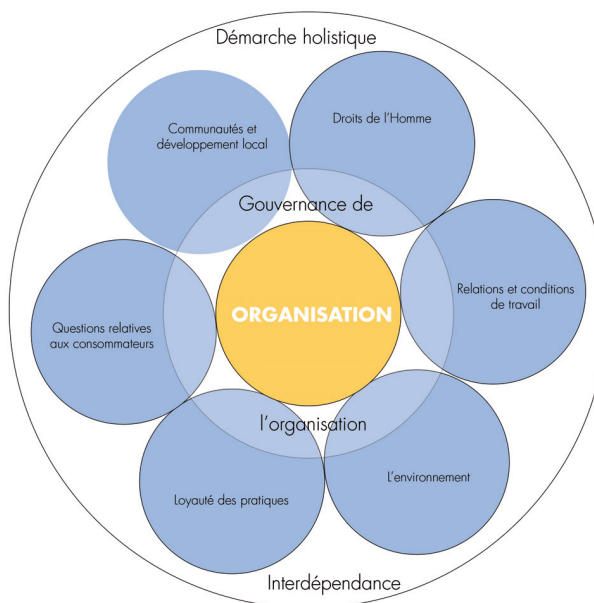 Démarche holistique
Communautés et
développement local
Droits de l'Homme
Gouvernance de
Relations et conditions
de travail
ORGANISATION
Questions relatives
aux consommateurs
l'organisation
L'environnement
Loyauté des pratiques
Interdépendance